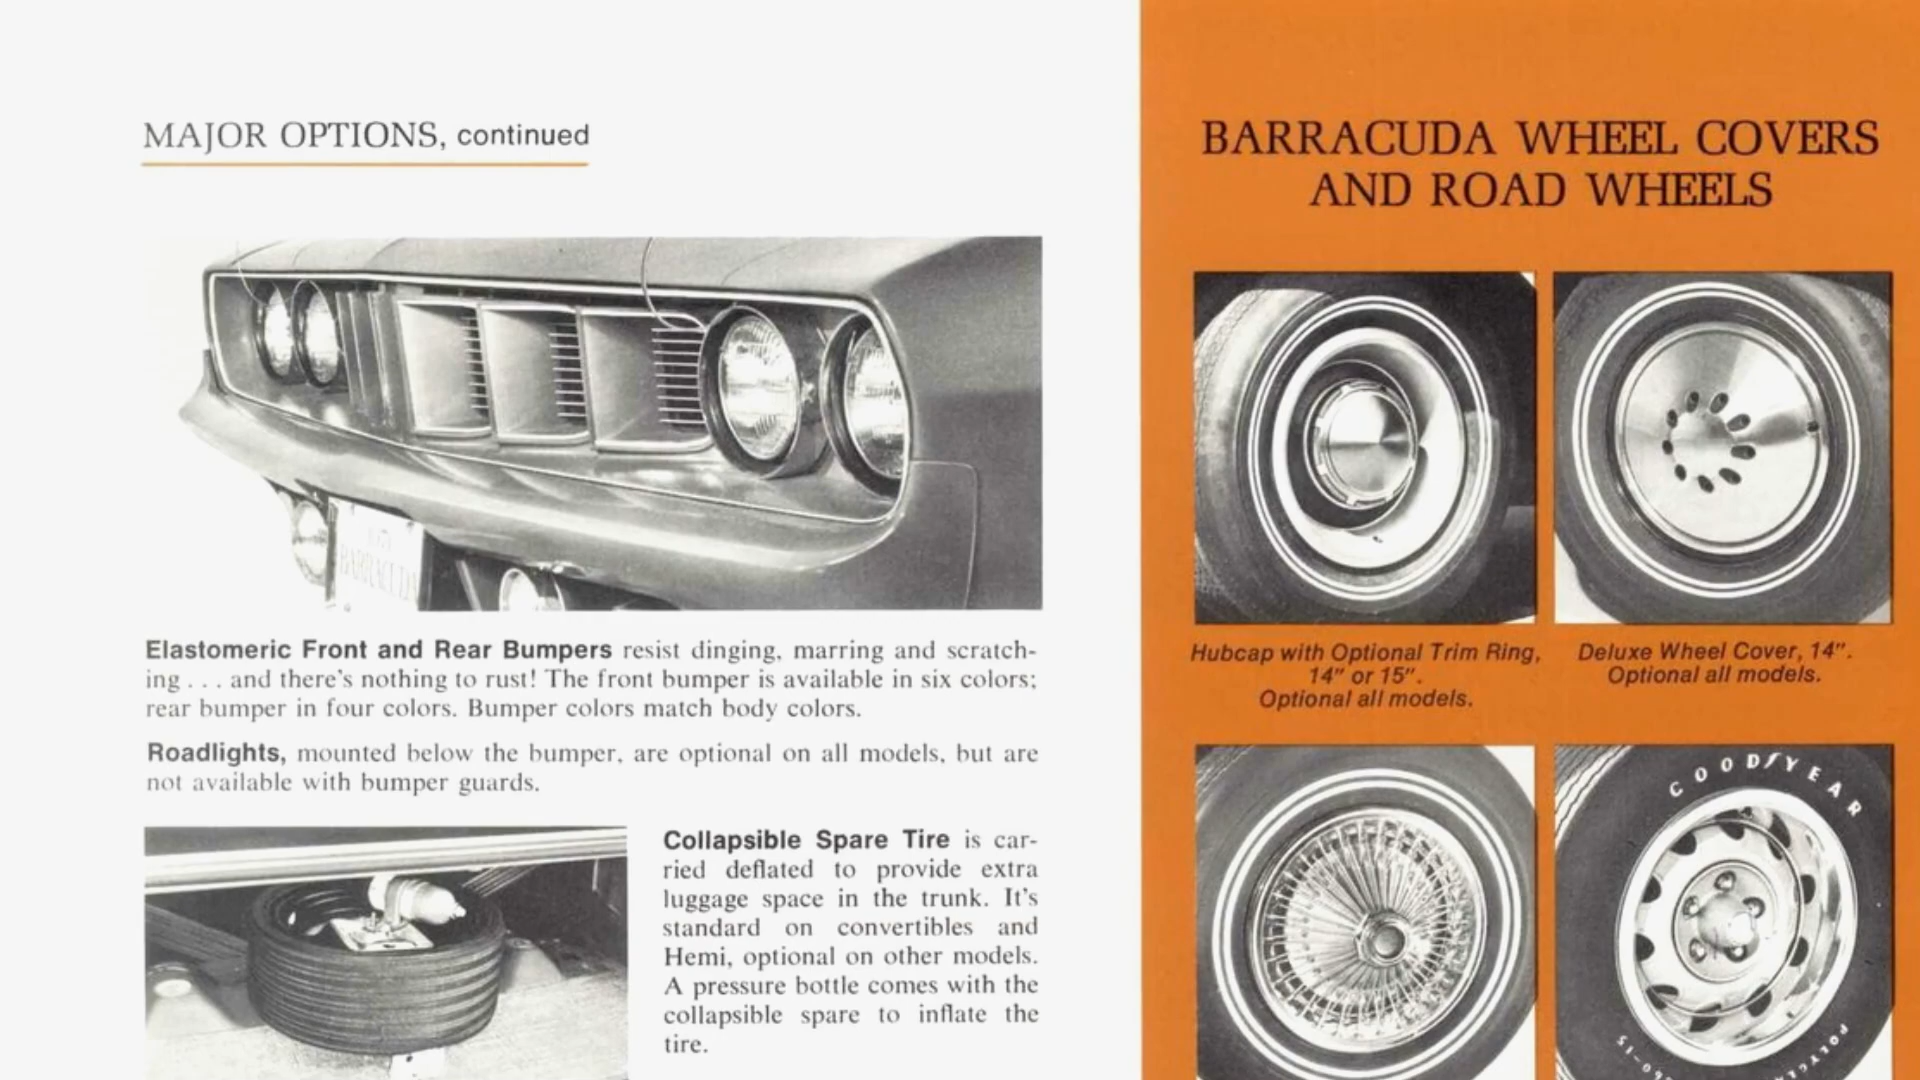 MAJOR OPTIONS, continued
BARRACUDA
Elastomeric Front and Rear Bumpers resist dinging, marring and scratch-
ing . . . and there's nothing to rust! The front bumper is available in six colors;
rear bumper in four colors. Bumper colors match body colors.
Roadlights, mounted below the bumper, are optional on all models, but are
not available with bumper guards.
Collapsible Spare Tire is car-
ried deflated to provide extra
luggage space in the trunk. It's
standard on convertibles and
Hemi, optional on other models.
A pressure bottle comes with the
collapsible spare to inflate the
tire.
BARRACUDA WHEEL COVERS
AND ROAD WHEELS
Hubcap with Optional Trim Ring,
14" or 15".
Optional all models.
Deluxe Wheel Cover, 14".
Optional all models.
GOODYEAR